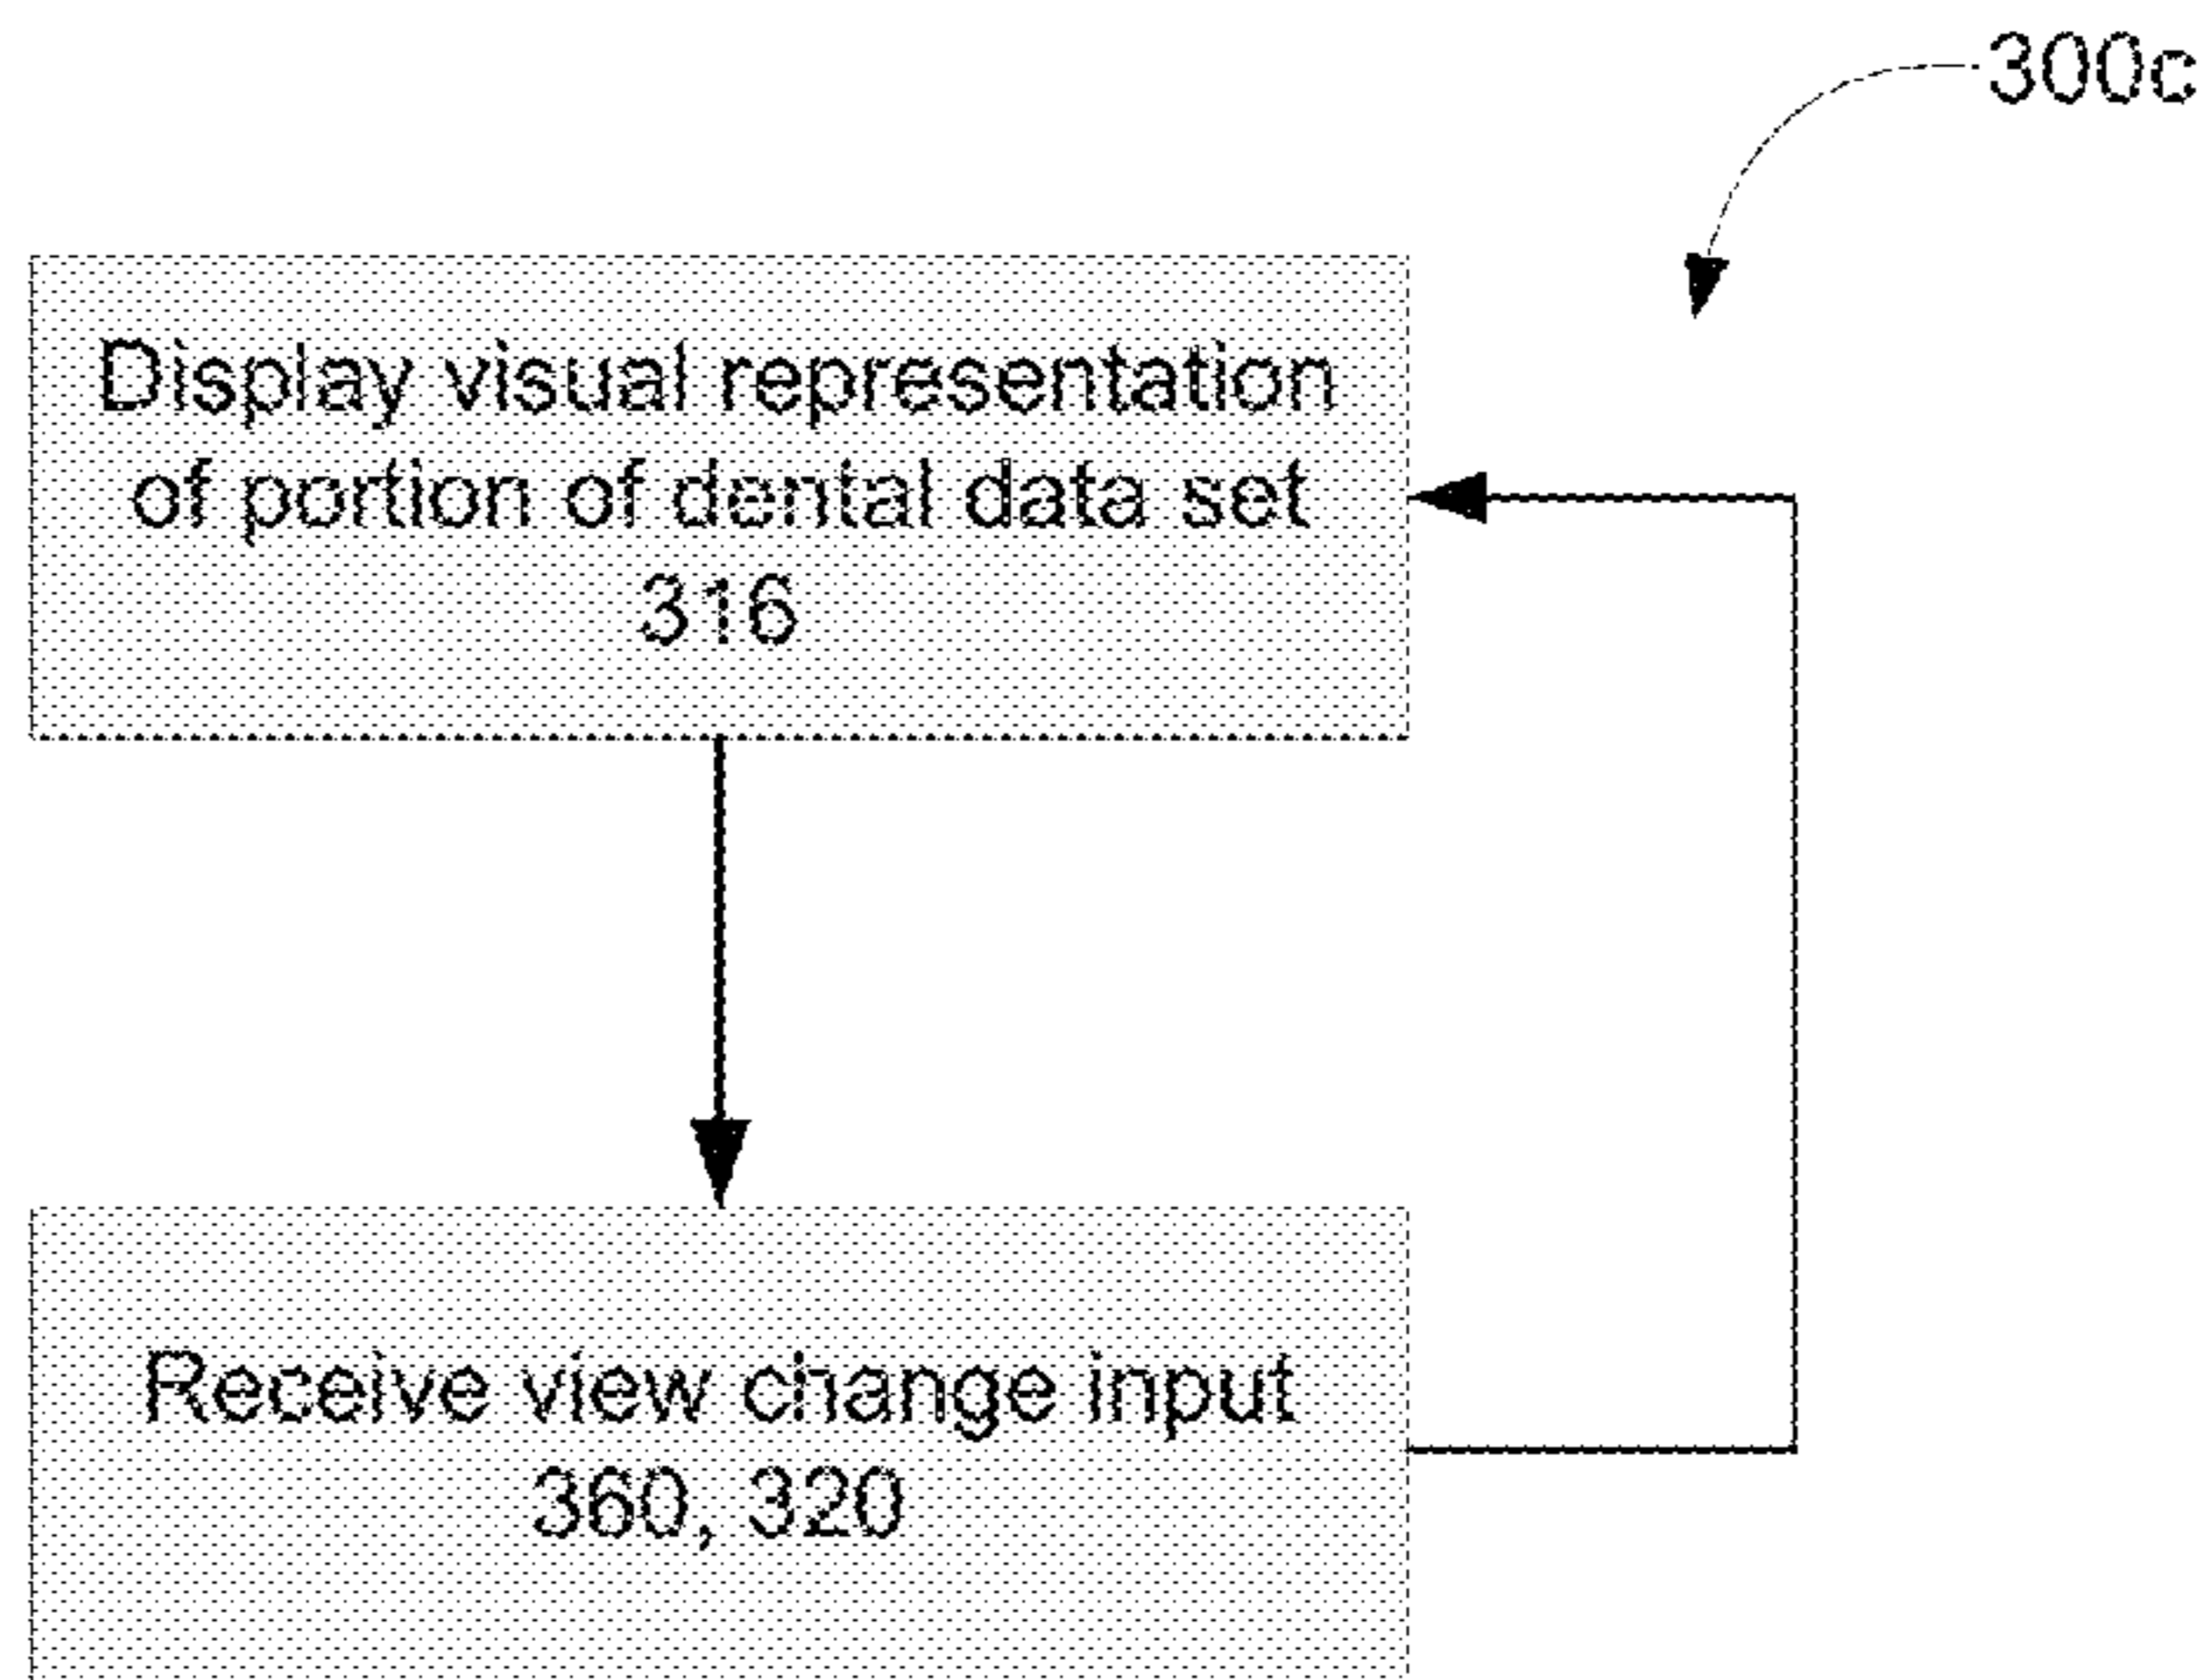 300c
Display visual representation
of portion of dental data set
316
Receive view change input
360, 320